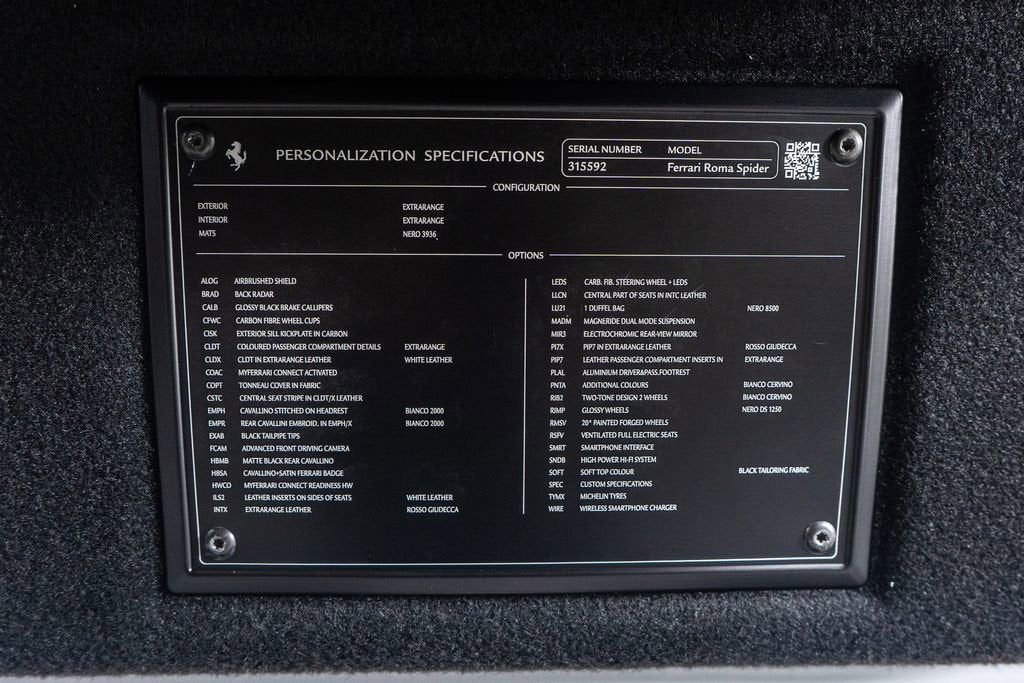 PERSONALIZATION SPECIFICATIONS
SERIAL NUMBER MODEL
315592 Ferrari Roma Spider
CONFIGURATION
EXTERIOR EXTRARANGE
INTERIOR EXTRARANGE
MATS NERO 3936
OPTIONS
ALOG AIRBRUSHED SHIELD
BRAD BACK RADAR
CALB GLOSSY BLACK BRAKE CALLIPERS
CFWC CARBON FIBRE WHEEL CUPS
CISK EXTERIOR SILL KICKPLATE IN CARBON
CLDT COLOURED PASSENGER COMPARTMENT DETAILS EXTRARANGE
CLDX CLDT IN EXTRARANGE LEATHER WHITE LEATHER
COAC MYFERRARI CONNECT ACTIVATED
COPT TONNEAU COVER IN FABRIC
CSTC CENTRAL SEAT STRIPE IN CLDT/X LEATHER
EMPH CAVALLINO STITCHED ON HEADREST BIANCO 2000
EMPR REAR CAVALLINI EMBROID. IN EMPH/X BIANCO 2000
EXAB BLACK TAILPIPE TIPS
FCAM ADVANCED FRONT DRIVING CAMERA
HBMB MATTE BLACK REAR CAVALLINO
HBSA CAVALLINO+SATIN FERRARI BADGE
HWCO MYFERRARI CONNECT READINESS HW
ILS2 LEATHER INSERTS ON SIDES OF SEATS WHITE LEATHER
INTX EXTRARANGE LEATHER ROSSO GIUDECCA
LEDS CARB. FIB. STEERING WHEEL + LEDS
LLCN CENTRAL PART OF SEATS IN INTC LEATHER
LU21 1 DUFFEL BAG NERO 8500
MADM MAGNERIDE DUAL MODE SUSPENSION
MIR3 ELECTROCHROMIC REAR-VIEW MIRROR
PI7X PIP7 IN EXTRARANGE LEATHER ROSSO GIUDECCA
PIP7 LEATHER PASSENGER COMPARTMENT INSERTS IN EXTRARANGE
PLAL ALUMINIUM DRIVER&PASS.FOOTREST
PNTA ADDITIONAL COLOURS BIANCO CERVINO
RIB2 TWO-TONE DESIGN 2 WHEELS BIANCO CERVINO
RIMP GLOSSY WHEELS NERO DS 1250
RMSV 20" PAINTED FORGED WHEELS
RSFV VENTILATED FULL ELECTRIC SEATS
SMRT SMARTPHONE INTERFACE
SNDB HIGH POWER HI-FI SYSTEM
SOFT SOFT TOP COLOUR BLACK TAILORING FABRIC
SPEC CUSTOM SPECIFICATIONS
TYMX MICHELIN TYRES
WIRE WIRELESS SMARTPHONE CHARGER